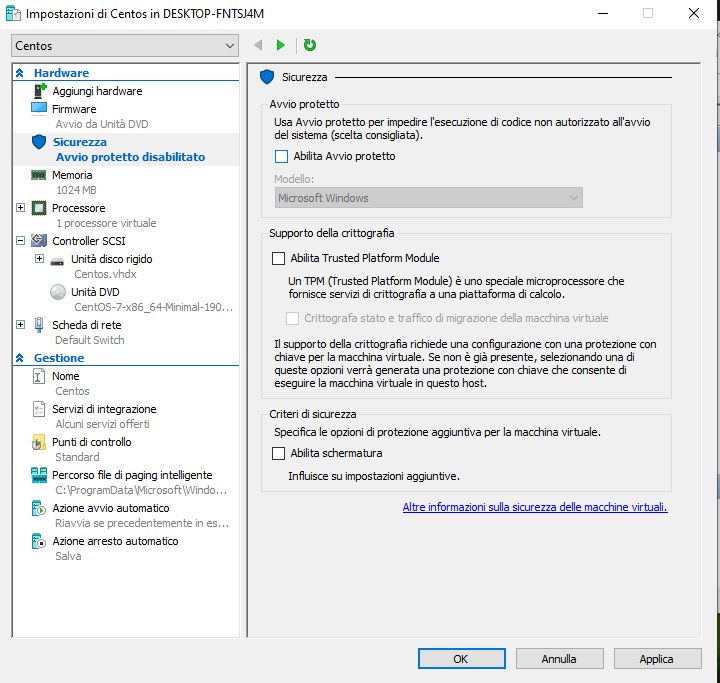 Impostazioni di Centos in DESKTOP-FNTSJ4M
Centos
Hardware
Aggiungi hardware
Firmware
Avvio da Unità DVD
Sicurezza
Avvio protetto disabilitato
Memoria
1024 MB
Processore
1 processore virtuale
Controller SCSI
Unità disco rigido
Centos.vhdx
Unità DVD
CentOS-7-x86_64-Minimal-190...
Scheda di rete
Default Switch
Gestione
Nome
Centos
Servizi di integrazione
Alcuni servizi offerti
Punti di controllo
Standard
Percorso file di paging intelligente
C:\ProgramData\Microsoft\Windo...
Azione avvio automatico
Riavvia se precedentemente in es...
Azione arresto automatico
Salva
Sicurezza
Avvio protetto
Usa Avvio protetto per impedire l'esecuzione di codice non autorizzato all'avvio
del sistema (scelta consigliata).
Abilita Avvio protetto
Modello:
Microsoft Windows
Supporto della crittografia
Abilita Trusted Platform Module
Un TPM (Trusted Platform Module) è uno speciale microprocessore che
fornisce servizi di crittografia a una piattaforma di calcolo.
Crittografa stato e traffico di migrazione della macchina virtuale
Il supporto della crittografia richiede una configurazione con una protezione con
chiave per la macchina virtuale. Se non è già presente, selezionando una di
queste opzioni verrà generata una protezione con chiave che consente di
eseguire la macchina virtuale in questo host.
Criteri di sicurezza
Specifica le opzioni di protezione aggiuntiva per la macchina virtuale.
Abilita schermatura
Influisce su impostazioni aggiuntive.
Altre informazioni sulla sicurezza delle macchine virtuali.
OK
Annulla
Applica